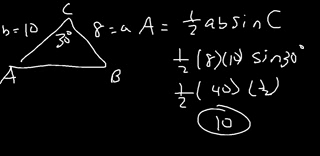 C
b=10
30°
8=a
A
B
A = 1/2 ab sin C
1/2 (8)(10) sin 30°
1/2 (40)(1/2)
10